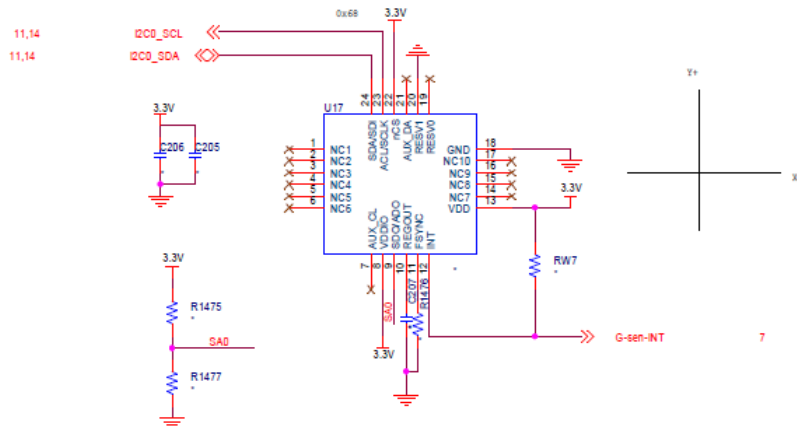 0x68 3.3V
11,14 I2C0_SCL
11,14 I2C0_SDA
24 23 22 21 20 19
U17
SDA/SDI ACL/SCLK nCS AUX_DA RESV1 RESV0
Y+
X
3.3V
C206 C205
1 NC1
2 NC2
3 NC3
4 NC4
5 NC5
6 NC6
GND 18
NC10 17
NC9 16
NC8 15
NC7 14
VDD 13
3.3V
AUX_CL VDDIO SDO/ADO REGOUT FSYNC INT
7 8 9 10 11 12
SA0 C207 R1476
3.3V
RW7
G-sen-INT 7
3.3V
R1475
SA0
R1477